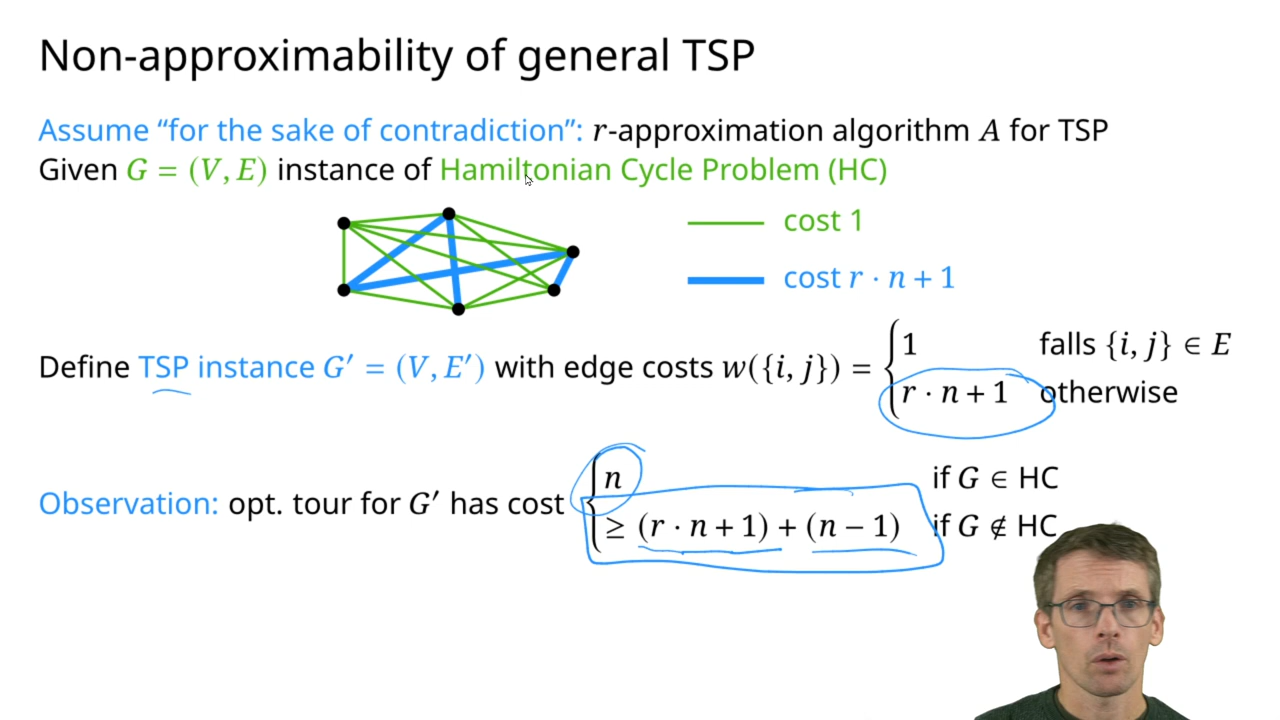 Non-approximability of general TSP
Assume “for the sake of contradiction”: r-approximation algorithm A for TSP
Given G = (V, E) instance of Hamiltonian Cycle Problem (HC)
cost 1
cost r · n + 1
Define TSP instance G′ = (V, E′) with edge costs w({i, j}) = { 1 falls {i, j} ∈ E
r · n + 1 otherwise
Observation: opt. tour for G′ has cost { n if G ∈ HC
≥ (r · n + 1) + (n − 1) if G ∉ HC